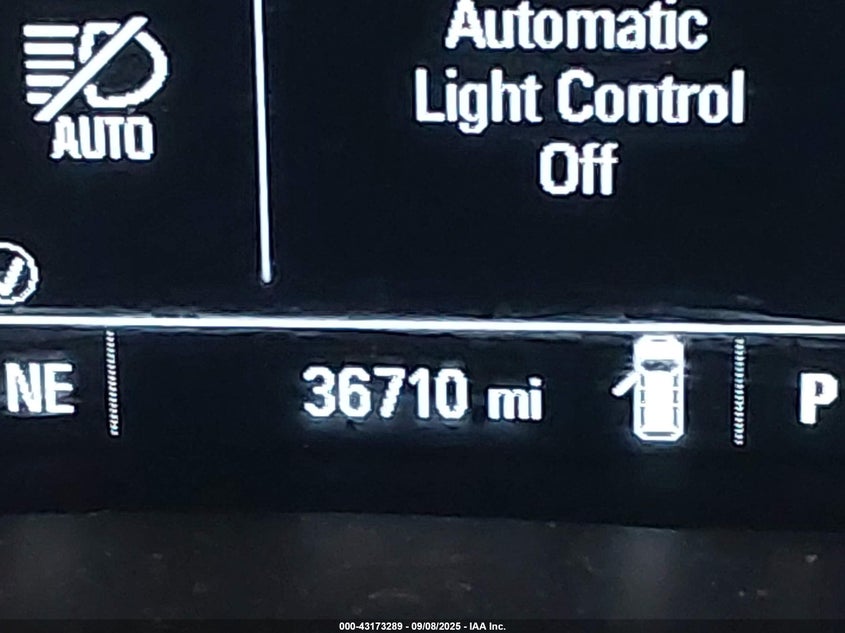 Automatic
Light Control
Off
AUTO
NE
36710 mi
P
000-43173289 - 09/08/2025 - IAA Inc.